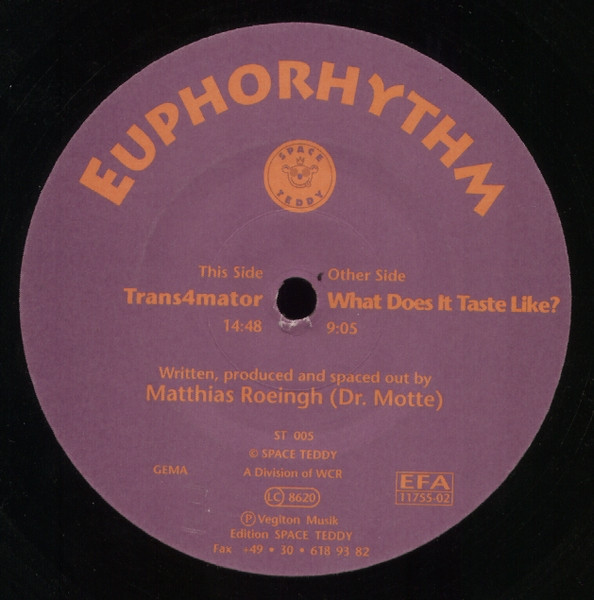 EUPHORHYTHM
SPACE
TEDDY
This Side
Trans4mator
14:48
Other Side
What Does It Taste Like?
9:05
Written, produced and spaced out by
Matthias Roeingh (Dr. Motte)
ST 005
© SPACE TEDDY
GEMA
A Division of WCR
LC 8620
EFA
11755-02
Ⓟ Vegiton Musik
Edition SPACE TEDDY
Fax +49 • 30 • 618 93 82